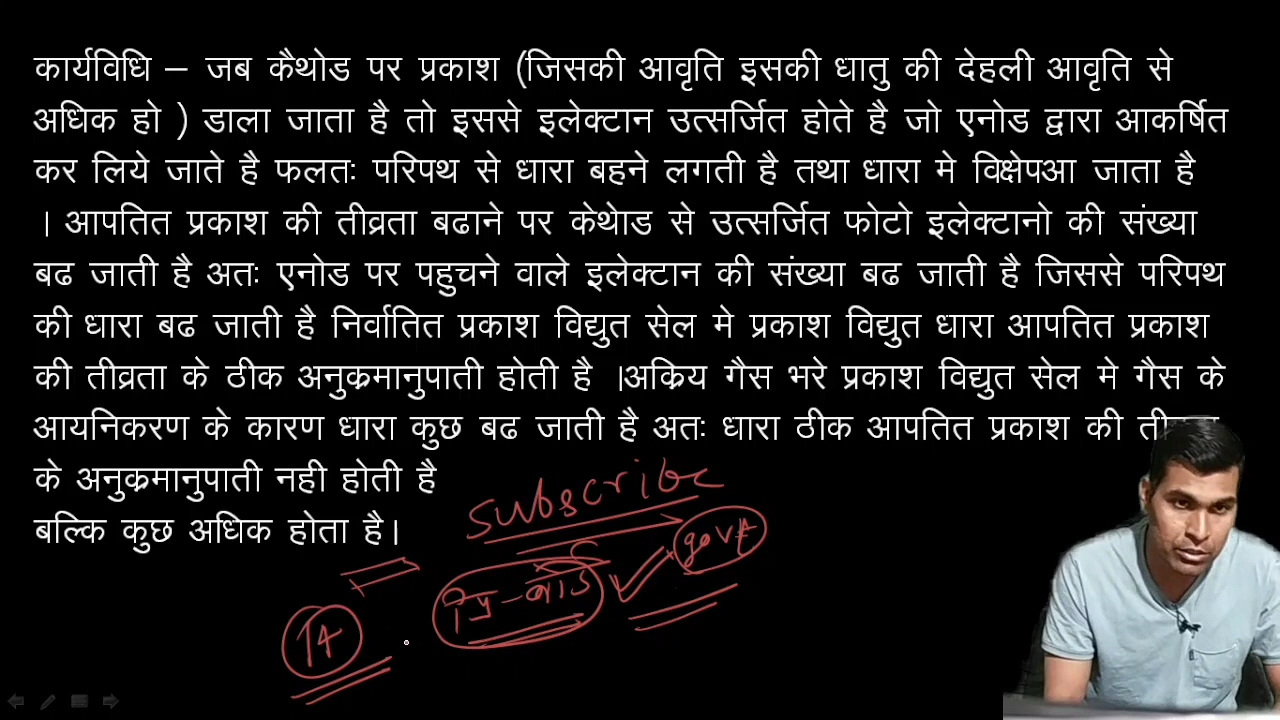 कार्यविधि – जब कैथोड पर प्रकाश (जिसकी आवृति इसकी धातु की देहली आवृति से
अधिक हो ) डाला जाता है तो इससे इलेक्टान उत्सर्जित होते है जो एनोड द्वारा आकर्षित
कर लिये जाते है फलतः परिपथ से धारा बहने लगती है तथा धारा मे विक्षेपआ जाता है
। आपतित प्रकाश की तीव्रता बढाने पर केथेाड से उत्सर्जित फोटो इलेक्टानो की संख्या
बढ जाती है अतः एनोड पर पहुचने वाले इलेक्टान की संख्या बढ जाती है जिससे परिपथ
की धारा बढ जाती है निर्वातित प्रकाश विद्युत सेल मे प्रकाश विद्युत धारा आपतित प्रकाश
की तीव्रता के ठीक अनुक्रमानुपाती होती है ।अक्रिय गैस भरे प्रकाश विद्युत सेल मे गैस के
आयनिकरण के कारण धारा कुछ बढ जाती है अतः धारा ठीक आपतित प्रकाश की
के अनुक्रमानुपाती नही होती है
बल्कि कुछ अधिक होता है।
subscribe
govt
प्रि-बोर्ड